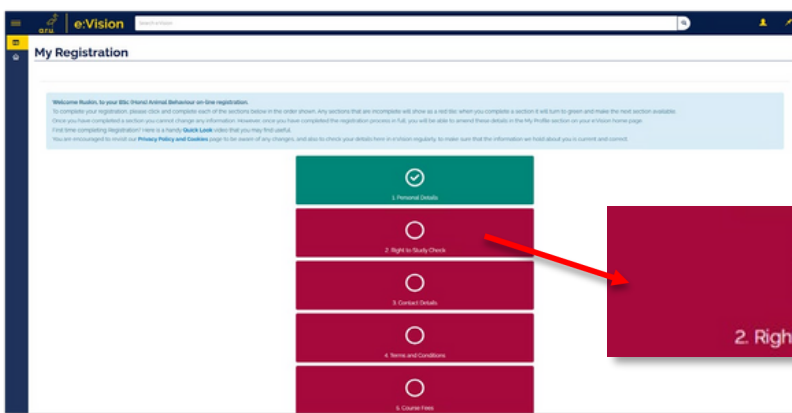 aru. e:Vision Search e:Vision
My Registration
Welcome Ruskin, to your BSc (Hons) Animal Behaviour on-line registration.
To complete your registration, please click and complete each of the sections below in the order shown. Any sections that are incomplete will show as a red tile; when you complete a section it will turn to green and make the next section available.
Once you have completed a section you cannot change any information. However, once you have completed the registration process in full, you will be able to amend these details in the My Profile section on your e:Vision home page.
First time completing Registration? Here is a handy Quick Look video that you may find useful.
You are encouraged to revisit our Privacy Policy and Cookies page to be aware of any changes, and also to check your details here in e:Vision regularly, to make sure that the information we hold about you is current and correct.
1. Personal Details
2. Right to Study Check
2. Righ
3. Contact Details
4. Terms and Conditions
5. Course Fees